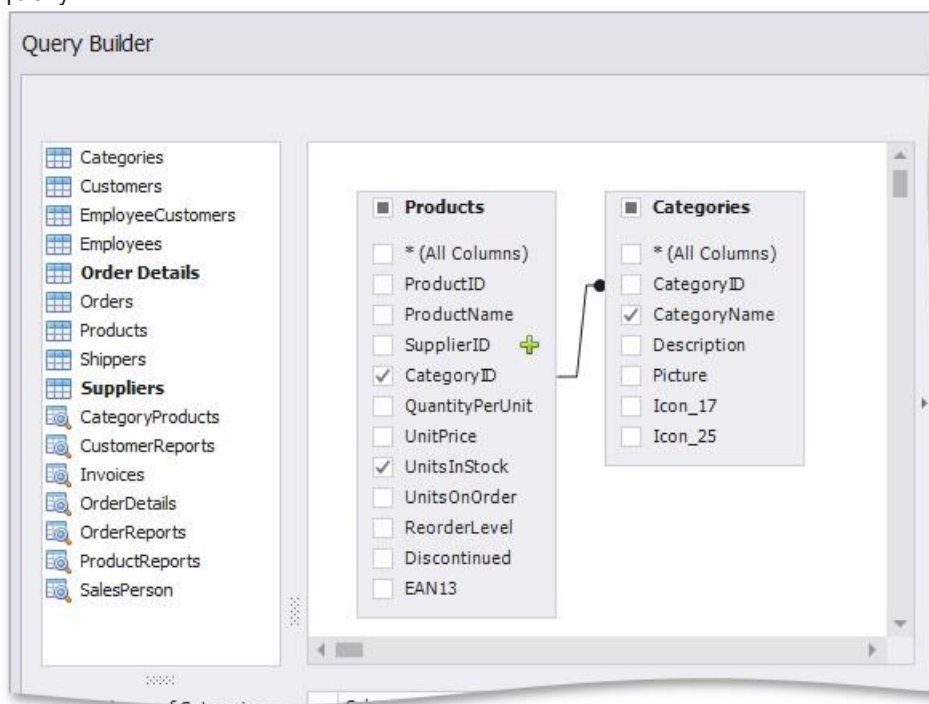 Query Builder
Categories
Customers
EmployeeCustomers
Employees
Order Details
Orders
Products
Shippers
Suppliers
CategoryProducts
CustomerReports
Invoices
OrderDetails
OrderReports
ProductReports
SalesPerson
Products
* (All Columns)
ProductID
ProductName
SupplierID
CategoryID
QuantityPerUnit
UnitPrice
UnitsInStock
UnitsOnOrder
ReorderLevel
Discontinued
EAN13
Categories
* (All Columns)
CategoryID
CategoryName
Description
Picture
Icon_17
Icon_25